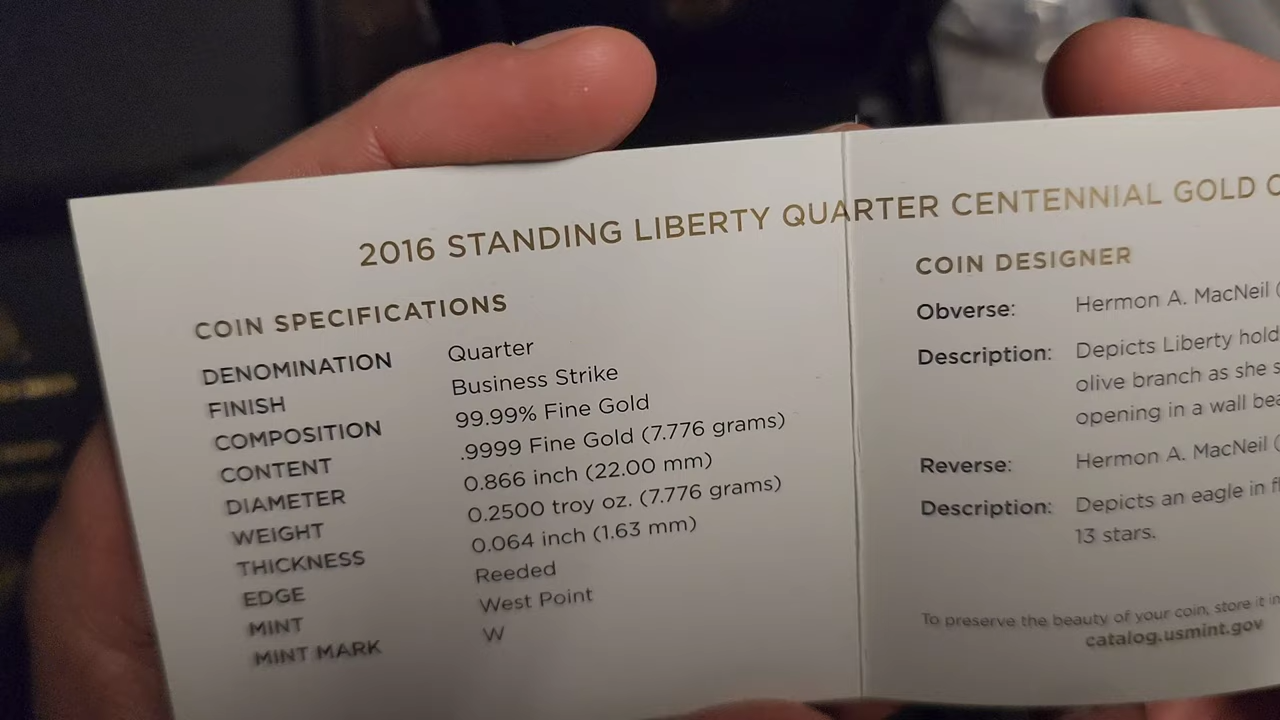 2016 STANDING LIBERTY QUARTER CENTENNIAL GOLD
COIN SPECIFICATIONS
DENOMINATION Quarter
FINISH Business Strike
COMPOSITION 99.99% Fine Gold
CONTENT .9999 Fine Gold (7.776 grams)
DIAMETER 0.866 inch (22.00 mm)
WEIGHT 0.2500 troy oz. (7.776 grams)
THICKNESS 0.064 inch (1.63 mm)
EDGE Reeded
MINT West Point
MINT MARK W
COIN DESIGNER
Obverse: Hermon A. MacNeil (
Description: Depicts Liberty hold
olive branch as she s
opening in a wall bea
Reverse: Hermon A. MacNeil (
Description: Depicts an eagle in fl
13 stars.
To preserve the beauty of your coin, store it in
catalog.usmint.gov